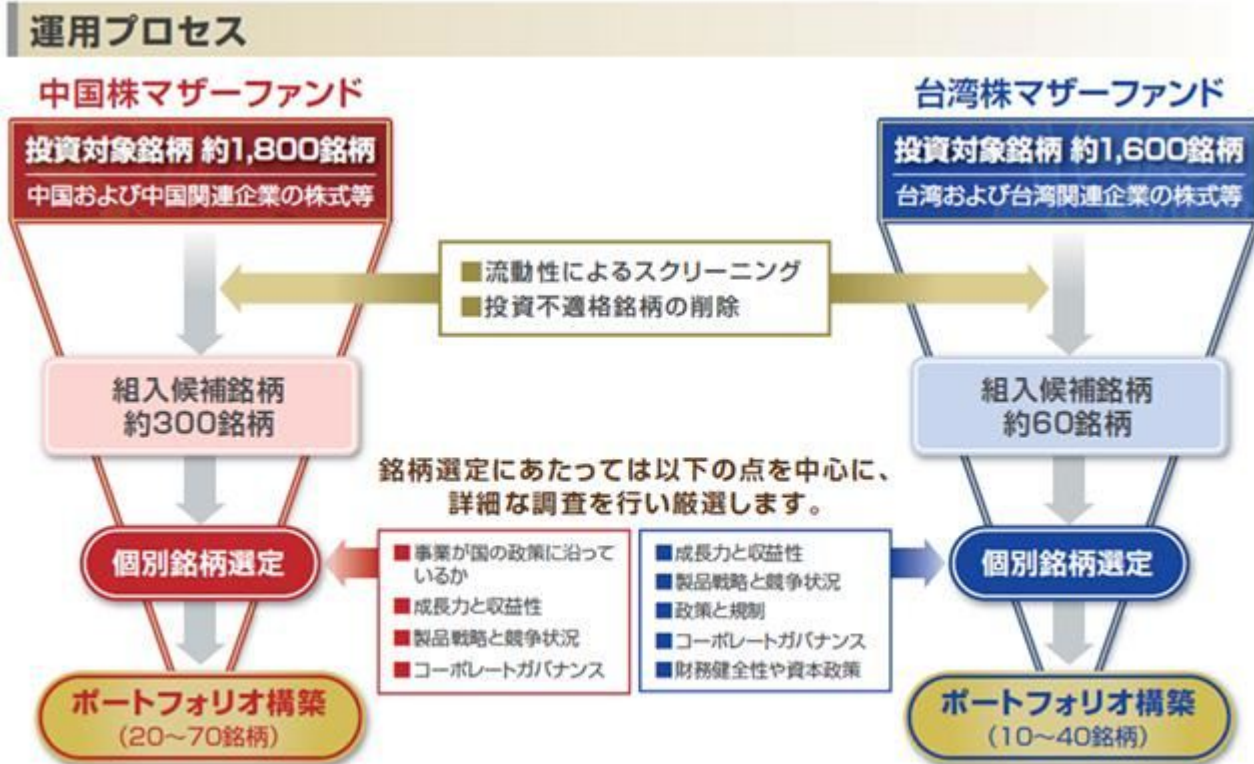 運用プロセス
中国株マザーファンド
投資対象銘柄 約1,800銘柄
中国および中国関連企業の株式等
台湾株マザーファンド
投資対象銘柄 約1,600銘柄
台湾および台湾関連企業の株式等
■流動性によるスクリーニング
■投資不適格銘柄の削除
組入候補銘柄
約300銘柄
組入候補銘柄
約60銘柄
銘柄選定にあたっては以下の点を中心に、
詳細な調査を行い厳選します。
個別銘柄選定
■事業が国の政策に沿って
いるか
■成長力と収益性
■製品戦略と競争状況
■コーポレートガバナンス
■成長力と収益性
■製品戦略と競争状況
■政策と規制
■コーポレートガバナンス
■財務健全性や資本政策
個別銘柄選定
ポートフォリオ構築
(20〜70銘柄)
ポートフォリオ構築
(10〜40銘柄)